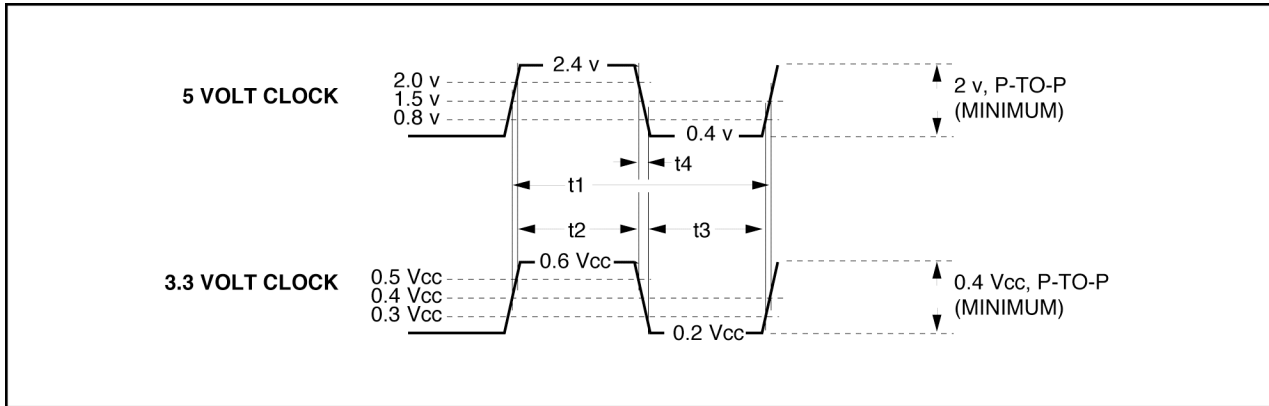 2.4 v
2.0 v
5 VOLT CLOCK
1.5 v
0.8 v
0.4 v
2 v, P-TO-P
(MINIMUM)
t4
t1
t2
t3
0.6 Vcc
0.5 Vcc
3.3 VOLT CLOCK
0.4 Vcc
0.3 Vcc
0.2 Vcc
0.4 Vcc, P-TO-P
(MINIMUM)